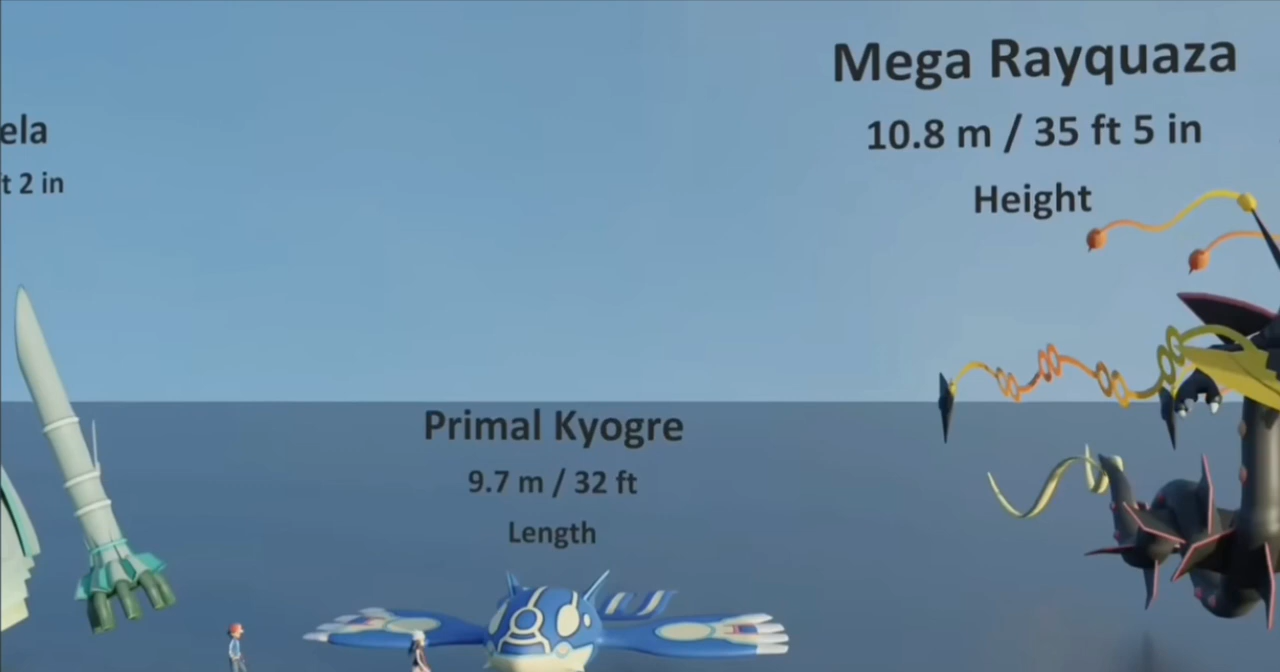 ela
t 2 in
Mega Rayquaza
10.8 m / 35 ft 5 in
Height
Primal Kyogre
9.7 m / 32 ft
Length